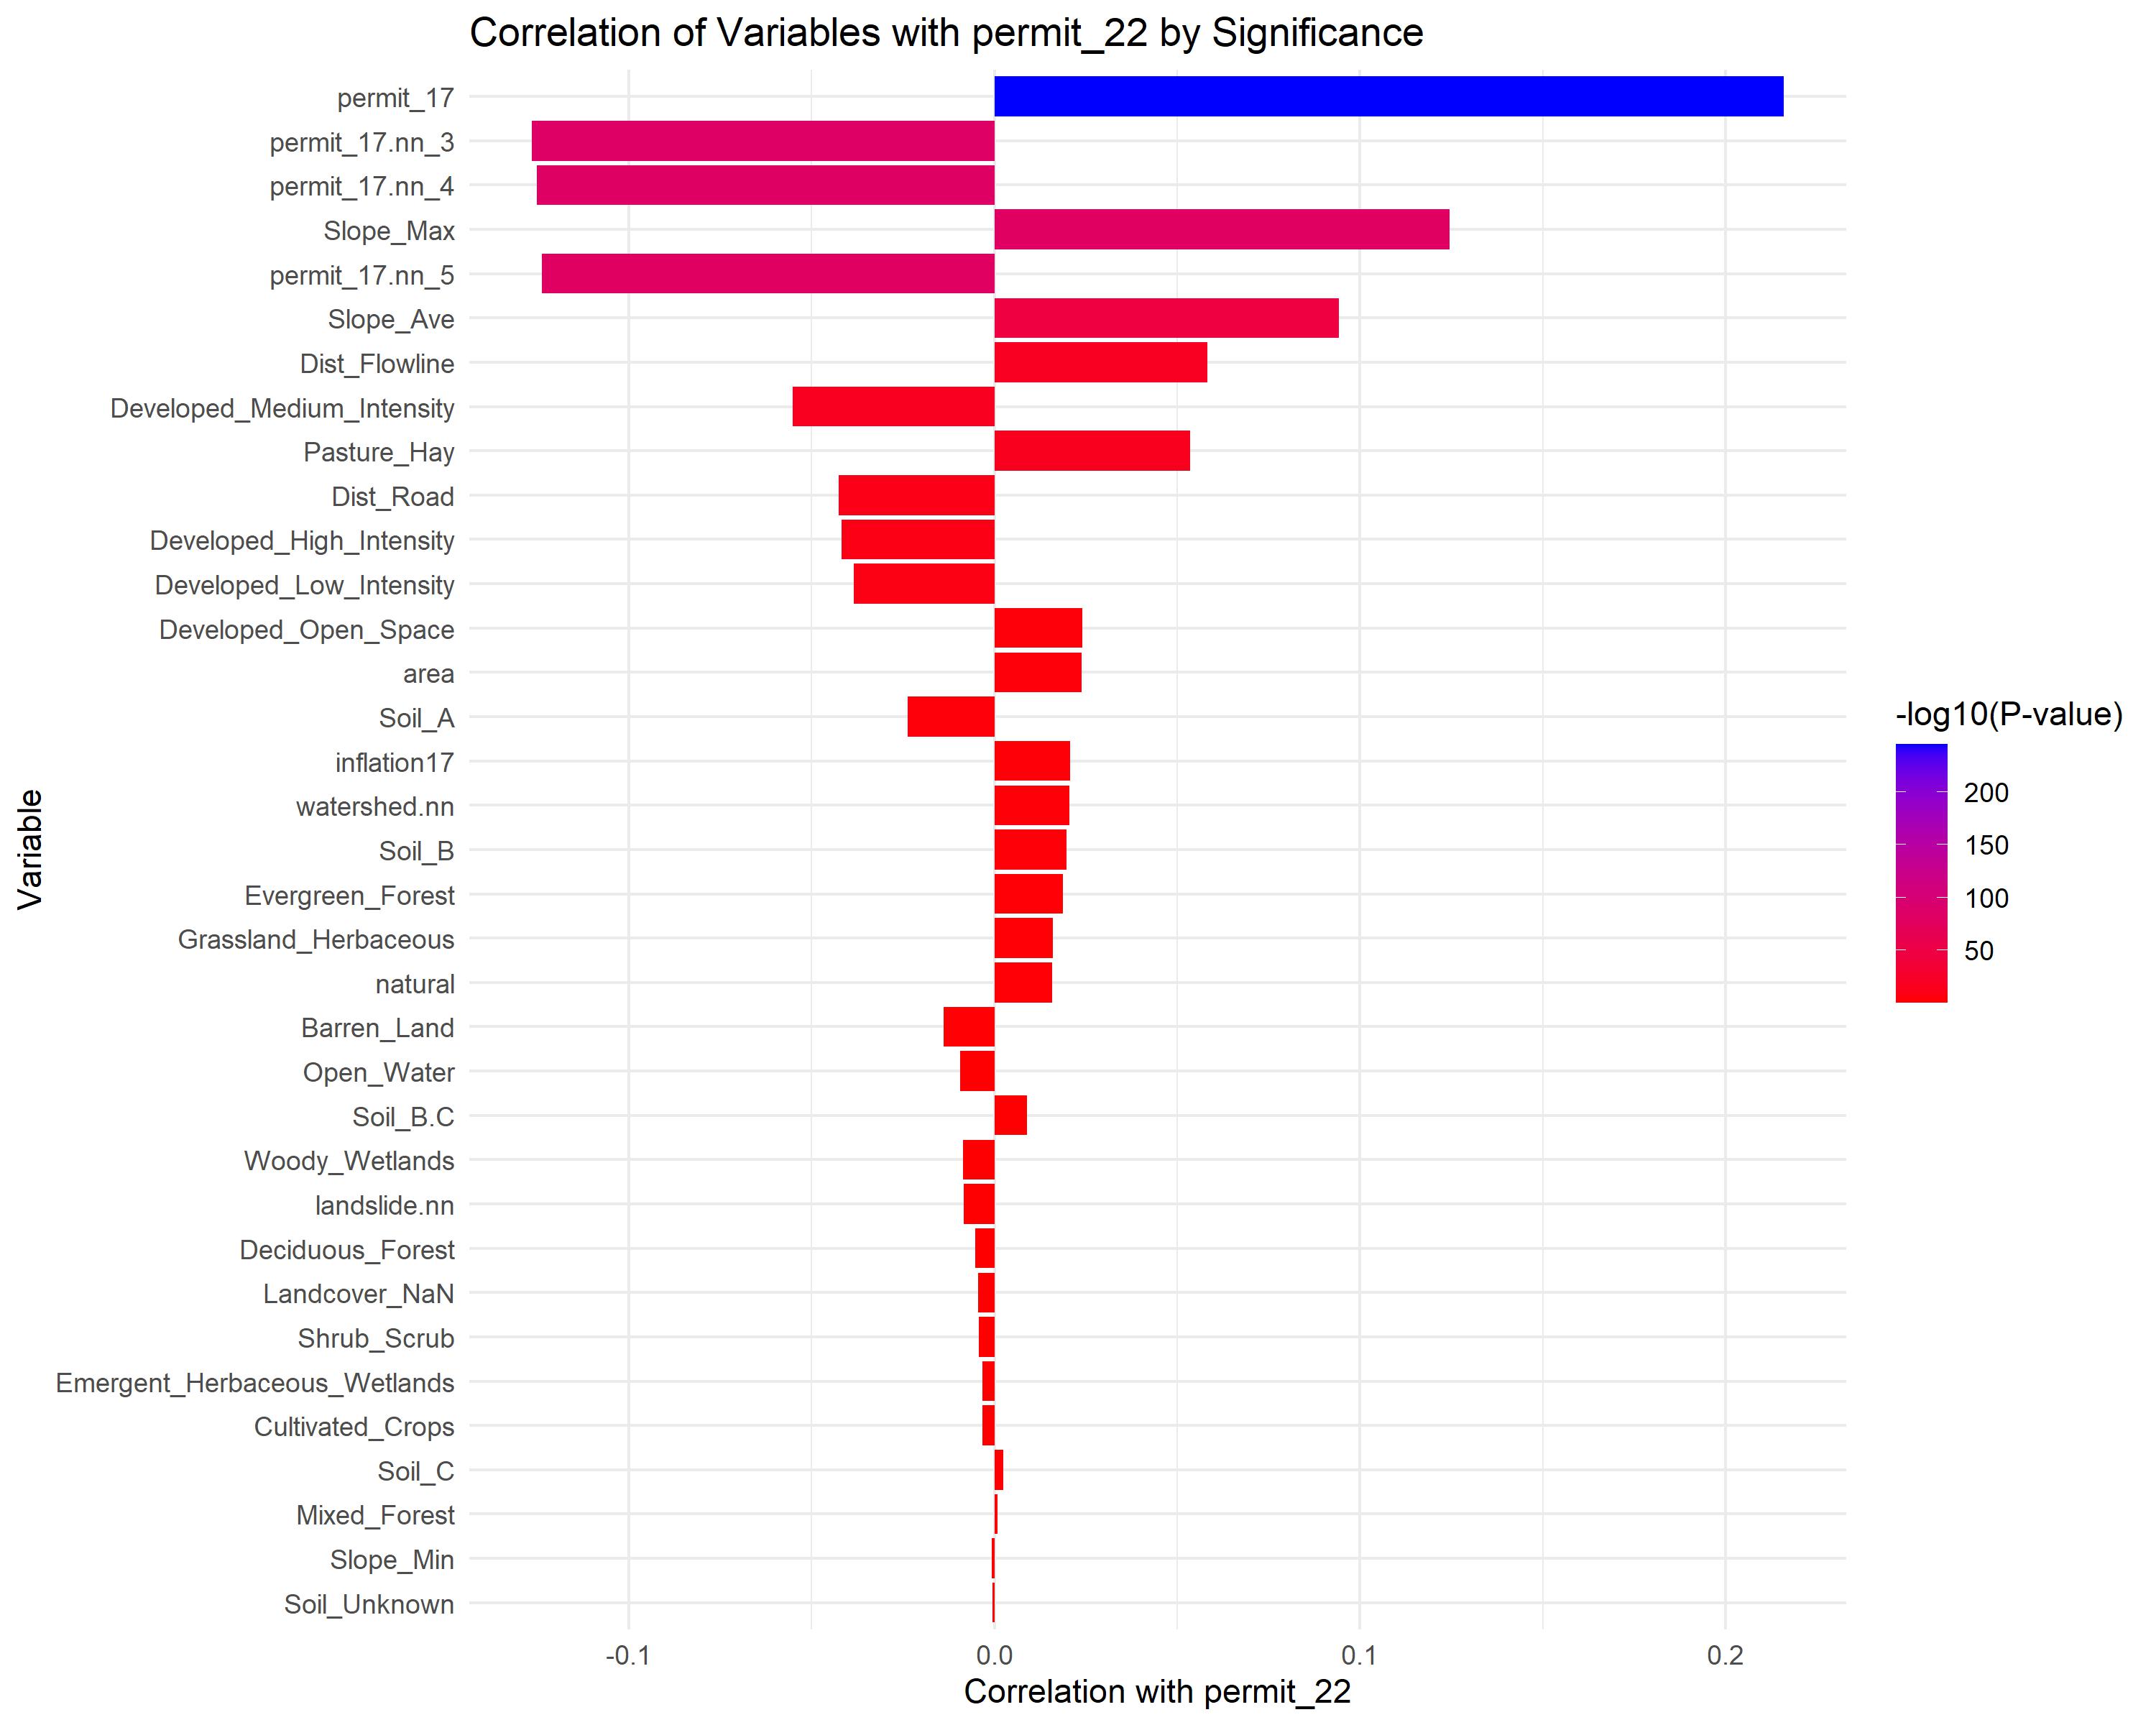 Correlation of Variables with permit_22 by Significance
Variable
permit_17
permit_17.nn_3
permit_17.nn_4
Slope_Max
permit_17.nn_5
Slope_Ave
Dist_Flowline
Developed_Medium_Intensity
Pasture_Hay
Dist_Road
Developed_High_Intensity
Developed_Low_Intensity
Developed_Open_Space
area
Soil_A
inflation17
watershed.nn
Soil_B
Evergreen_Forest
Grassland_Herbaceous
natural
Barren_Land
Open_Water
Soil_B.C
Woody_Wetlands
landslide.nn
Deciduous_Forest
Landcover_NaN
Shrub_Scrub
Emergent_Herbaceous_Wetlands
Cultivated_Crops
Soil_C
Mixed_Forest
Slope_Min
Soil_Unknown
-0.1 0.0 0.1 0.2
Correlation with permit_22
-log10(P-value)
200
150
100
50